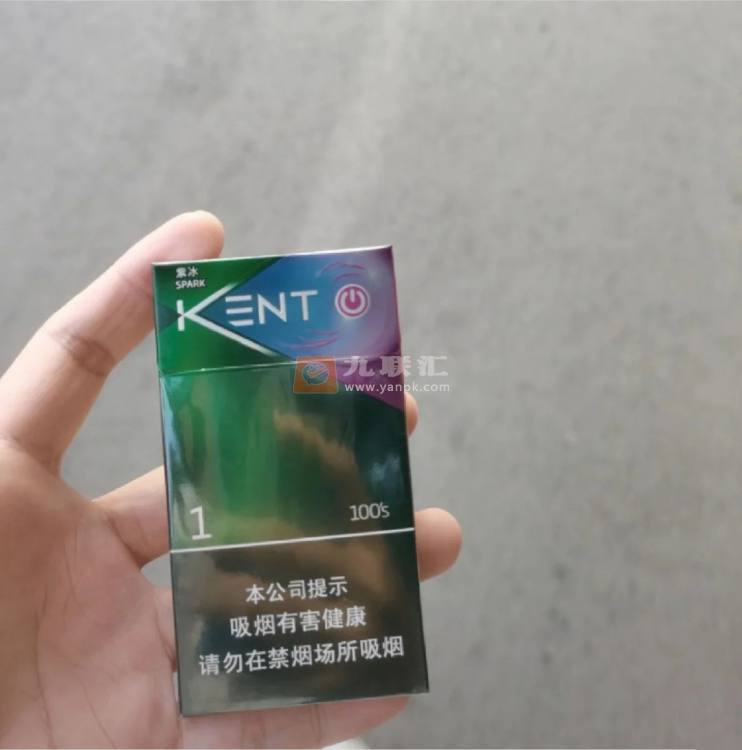 紫冰
SPARK
KENT
九联汇
www.yanpk.com
1
100's
本公司提示
吸烟有害健康
请勿在禁烟场所吸烟